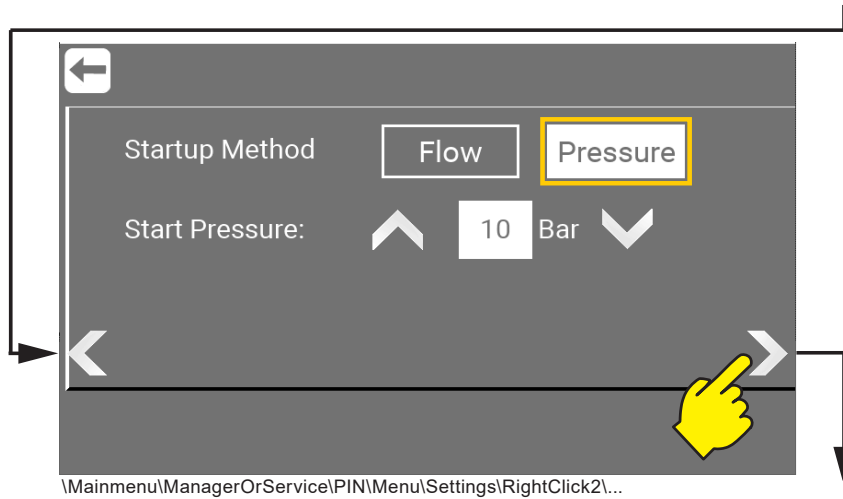 Startup Method Flow Pressure
Start Pressure: 10 Bar
\Mainmenu\ManagerOrService\PIN\Menu\Settings\RightClick2\...